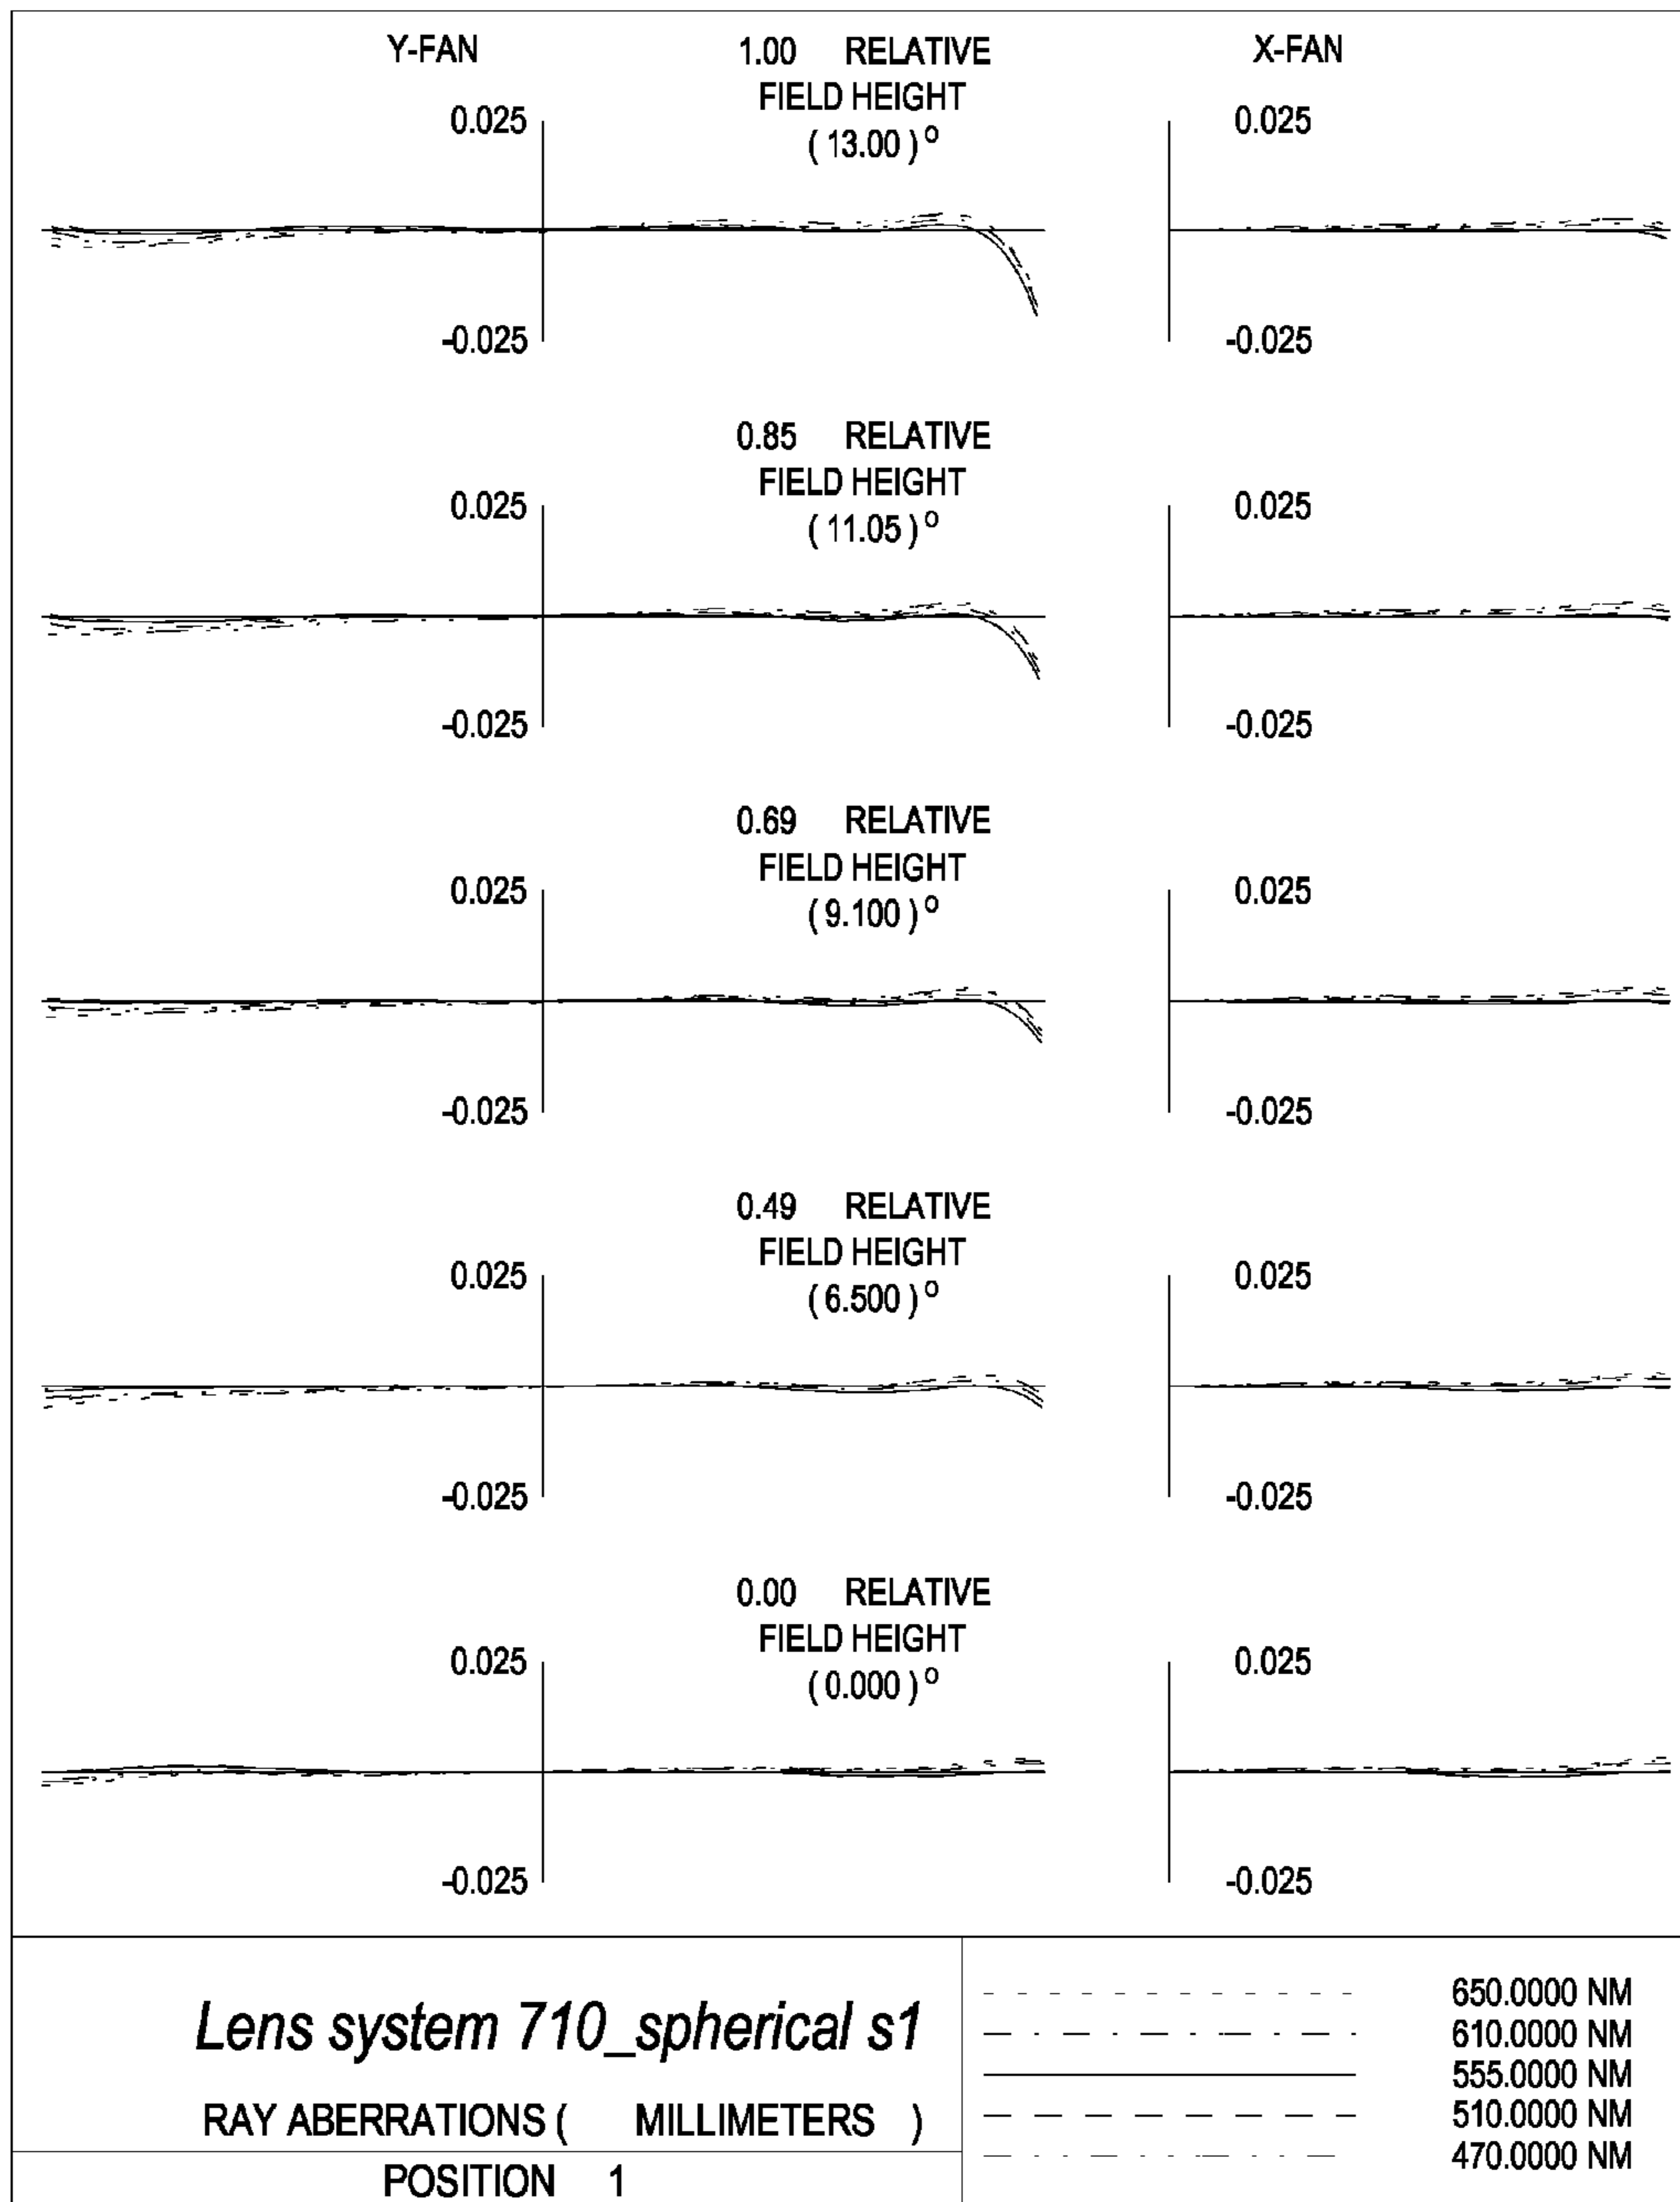 Y-FAN 1.00 RELATIVE X-FAN
FIELD HEIGHT
0.025 ( 13.00 )° 0.025
-0.025 -0.025
0.85 RELATIVE
FIELD HEIGHT
0.025 ( 11.05 )° 0.025
-0.025 -0.025
0.69 RELATIVE
FIELD HEIGHT
0.025 ( 9.100 )° 0.025
-0.025 -0.025
0.49 RELATIVE
FIELD HEIGHT
0.025 ( 6.500 )° 0.025
-0.025 -0.025
0.00 RELATIVE
FIELD HEIGHT
0.025 ( 0.000 )° 0.025
-0.025 -0.025
Lens system 710_spherical s1
RAY ABERRATIONS ( MILLIMETERS )
POSITION 1
650.0000 NM
610.0000 NM
555.0000 NM
510.0000 NM
470.0000 NM